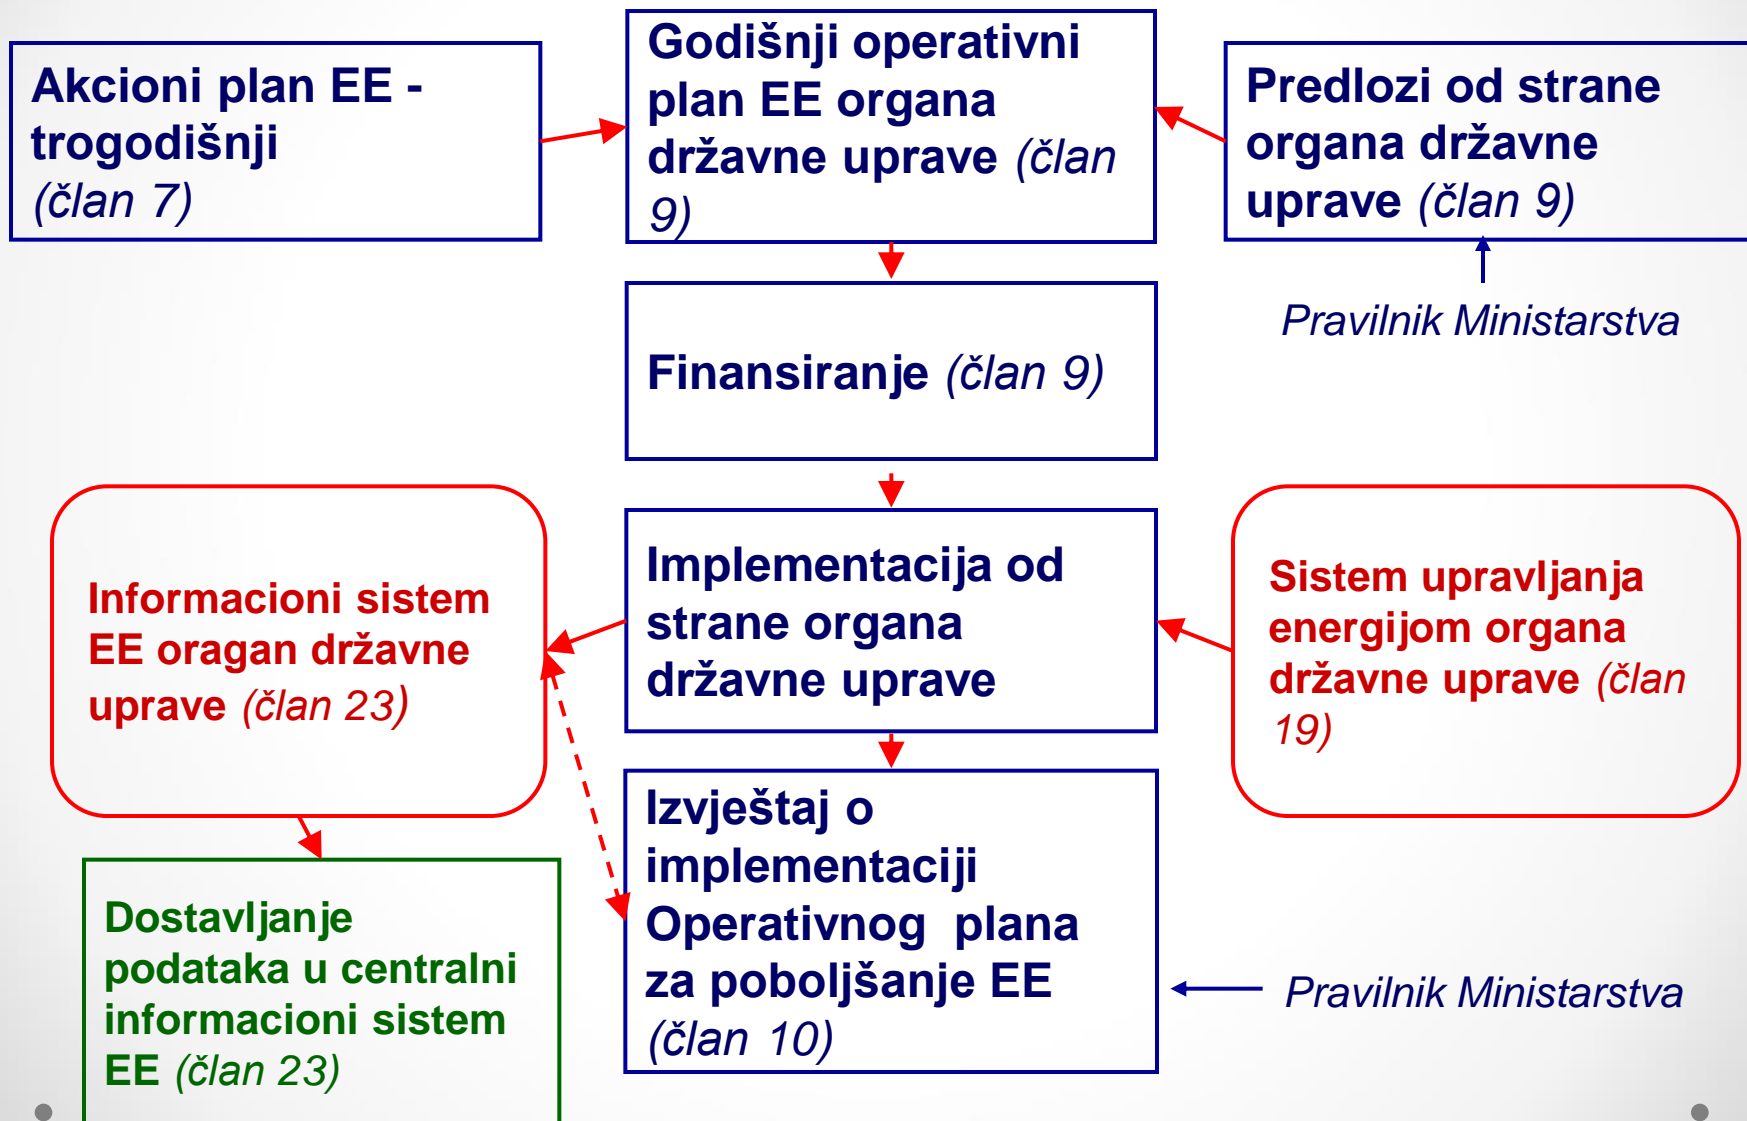 Akcioni plan EE -
trogodišnji
(član 7)
Godišnji operativni
plan EE organa
državne uprave (član
9)
Predlozi od strane
organa državne
uprave (član 9)
Pravilnik Ministarstva
Finansiranje (član 9)
Informacioni sistem
EE oragan državne
uprave (član 23)
Implementacija od
strane organa
državne uprave
Sistem upravljanja
energijom organa
državne uprave (član
19)
Dostavljanje
podataka u centralni
informacioni sistem
EE (član 23)
Izvještaj o
implementaciji
Operativnog  plana
za poboljšanje EE
(član 10)
Pravilnik Ministarstva